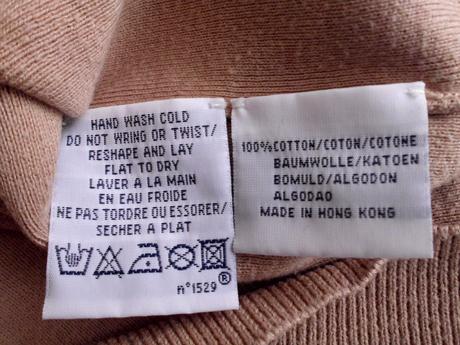 HAND WASH COLD
DO NOT WRING OR TWIST/
RESHAPE AND LAY
FLAT TO DRY
LAVER A LA MAIN
EN EAU FROIDE
NE PAS TORDRE OU ESSORER/
SECHER A PLAT
n°1529 ®
100%COTTON/COTON/COTONE
BAUMWOLLE/KATOEN
BOMULD/ALGODON
ALGODAO
MADE IN HONG KONG